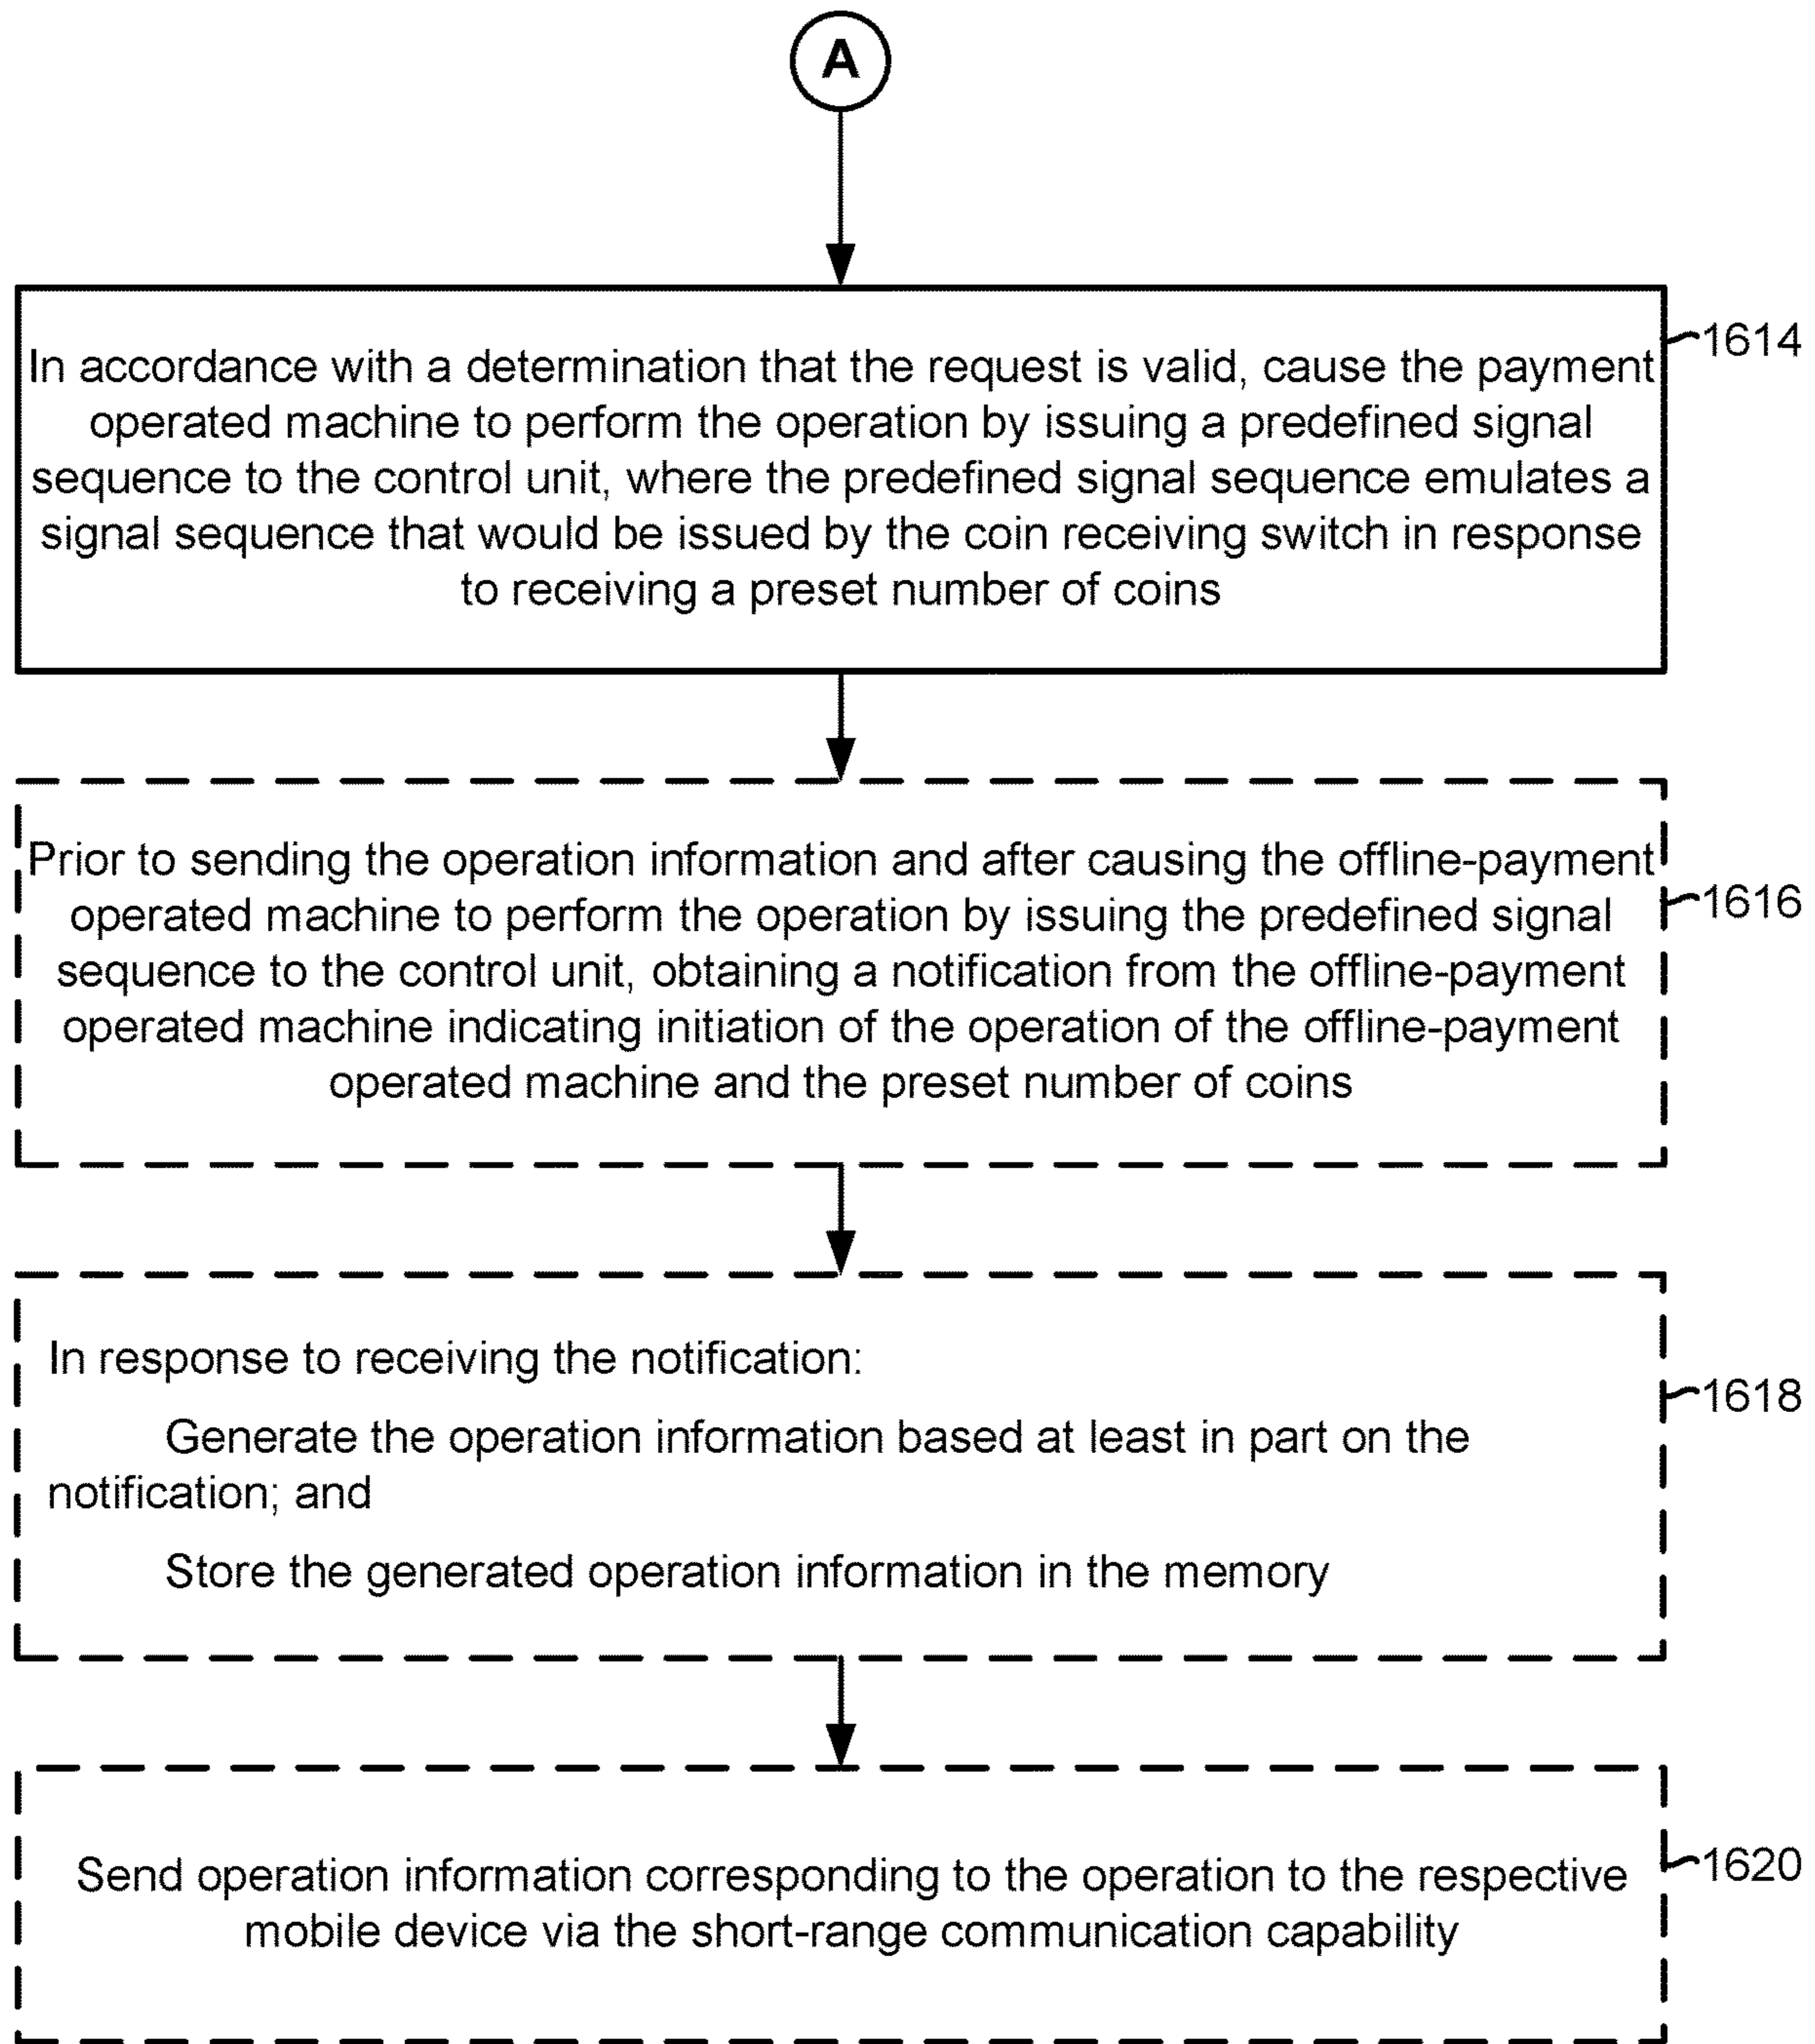 A
In accordance with a determination that the request is valid, cause the payment
operated machine to perform the operation by issuing a predefined signal
sequence to the control unit, where the predefined signal sequence emulates a
signal sequence that would be issued by the coin receiving switch in response
to receiving a preset number of coins
1614
Prior to sending the operation information and after causing the offline-payment
operated machine to perform the operation by issuing the predefined signal
sequence to the control unit, obtaining a notification from the offline-payment
operated machine indicating initiation of the operation of the offline-payment
operated machine and the preset number of coins
1616
In response to receiving the notification:
Generate the operation information based at least in part on the
notification; and
Store the generated operation information in the memory
1618
Send operation information corresponding to the operation to the respective
mobile device via the short-range communication capability
1620